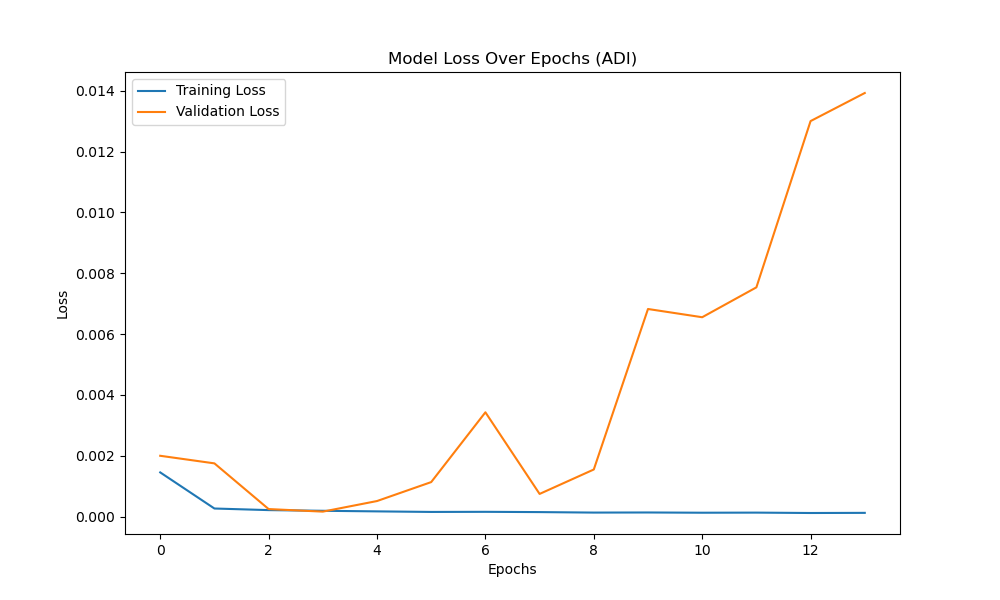 Model Loss Over Epochs (ADI)
Training Loss
Validation Loss
0.014
0.012
0.010
0.008
0.006
0.004
0.002
0.000
Loss
0 2 4 6 8 10 12
Epochs